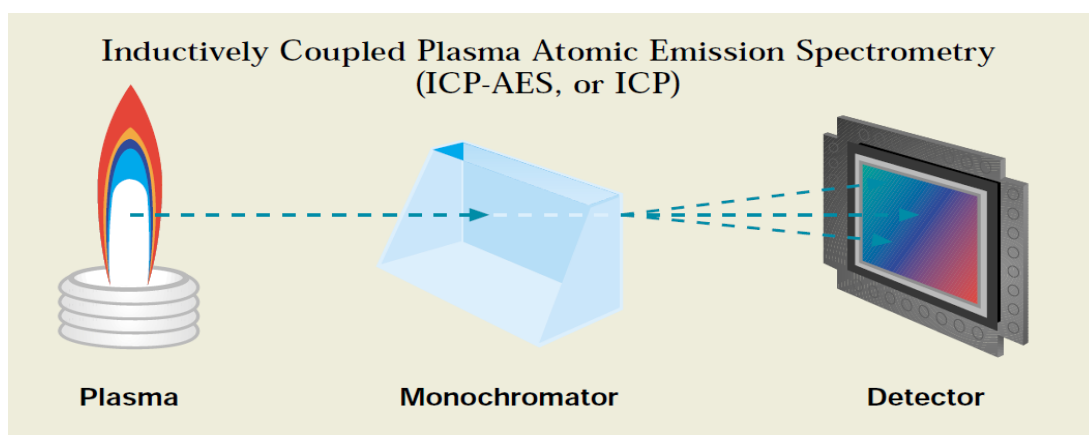 Inductively Coupled Plasma Atomic Emission Spectrometry
(ICP-AES, or ICP)
Plasma
Monochromator
Detector